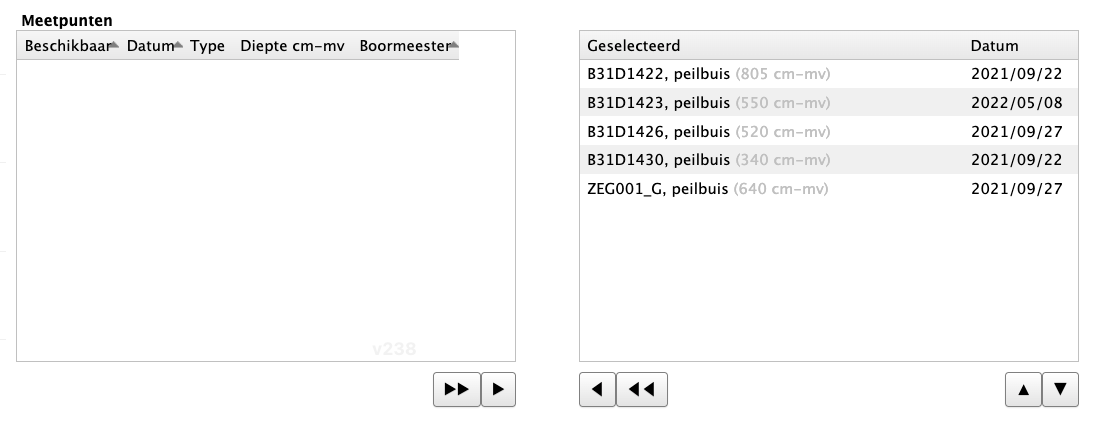 Meetpunten
Beschikbaar Datum Type Diepte cm-mv Boormeester
v238
Geselecteerd Datum
B31D1422, peilbuis (805 cm-mv) 2021/09/22
B31D1423, peilbuis (550 cm-mv) 2022/05/08
B31D1426, peilbuis (520 cm-mv) 2021/09/27
B31D1430, peilbuis (340 cm-mv) 2021/09/22
ZEG001_G, peilbuis (640 cm-mv) 2021/09/27